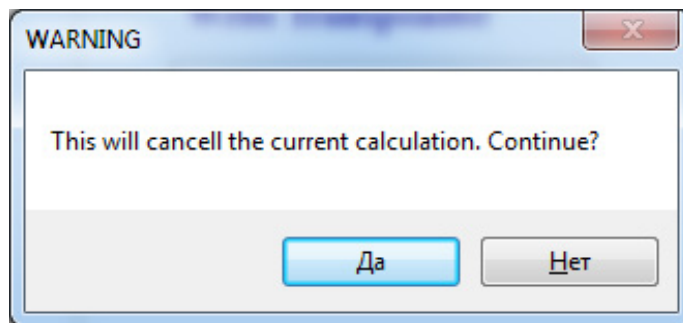 WARNING
This will cancell the current calculation. Continue?
Да
Нет